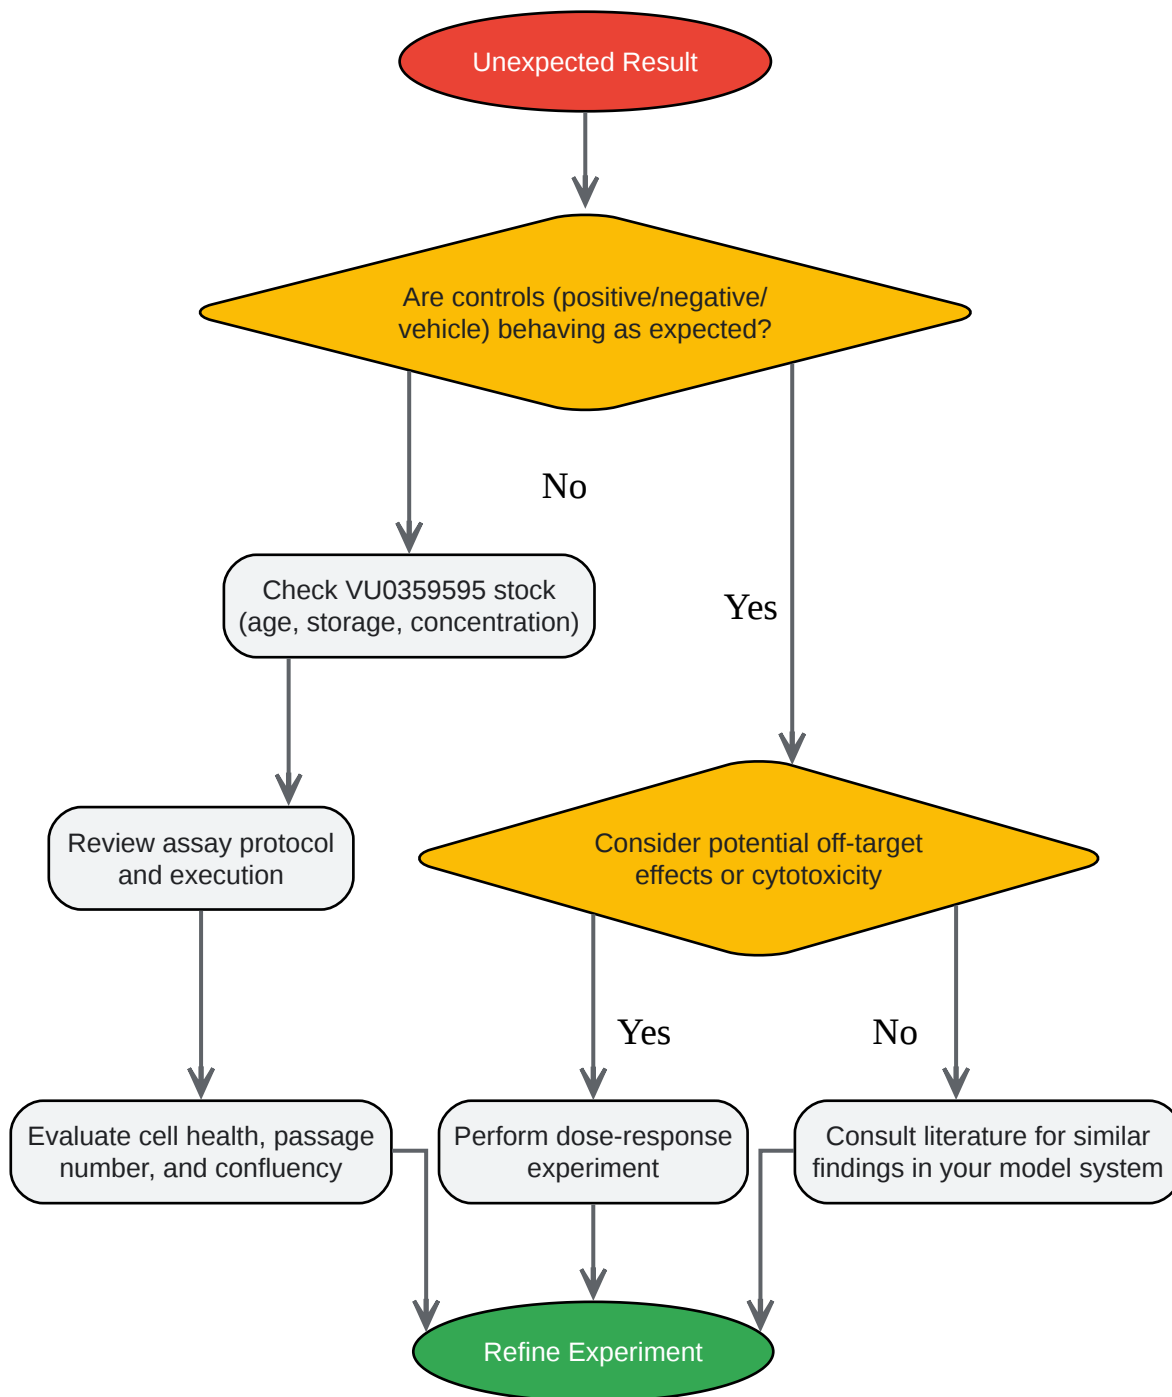 Unexpected Result
Are controls (positive/negative/
vehicle) behaving as expected?
No
Check VU0359595 stock
(age, storage, concentration)
Yes
Review assay protocol
and execution
Consider potential off-target
effects or cytotoxicity
Yes
No
Evaluate cell health, passage
number, and confluency
Perform dose-response
experiment
Consult literature for similar
findings in your model system
Refine Experiment